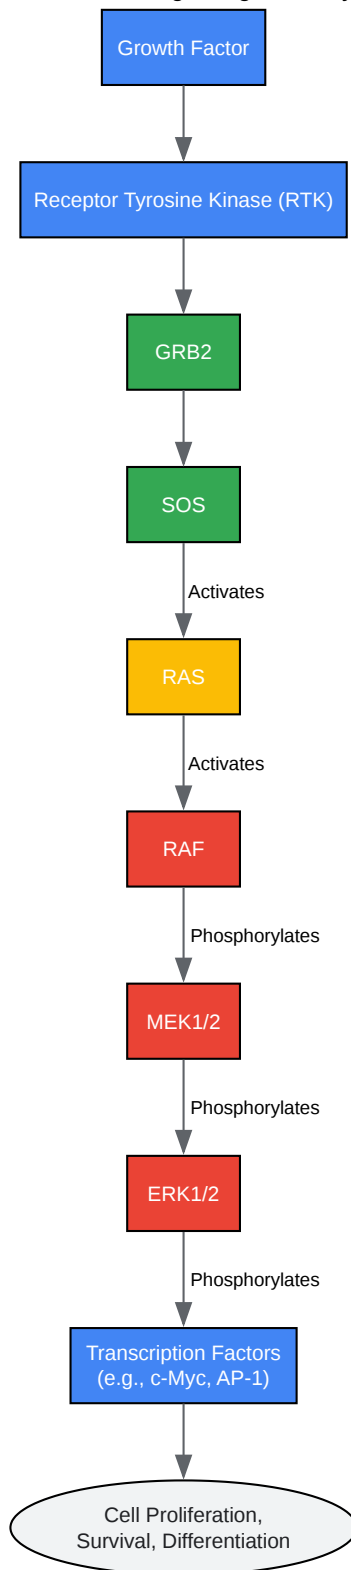 Growth Factor
Receptor Tyrosine Kinase (RTK)
GRB2
SOS
Activates
RAS
Activates
RAF
Phosphorylates
MEK1/2
Phosphorylates
ERK1/2
Phosphorylates
Transcription Factors
(e.g., c-Myc, AP-1)
Cell Proliferation,
Survival, Differentiation